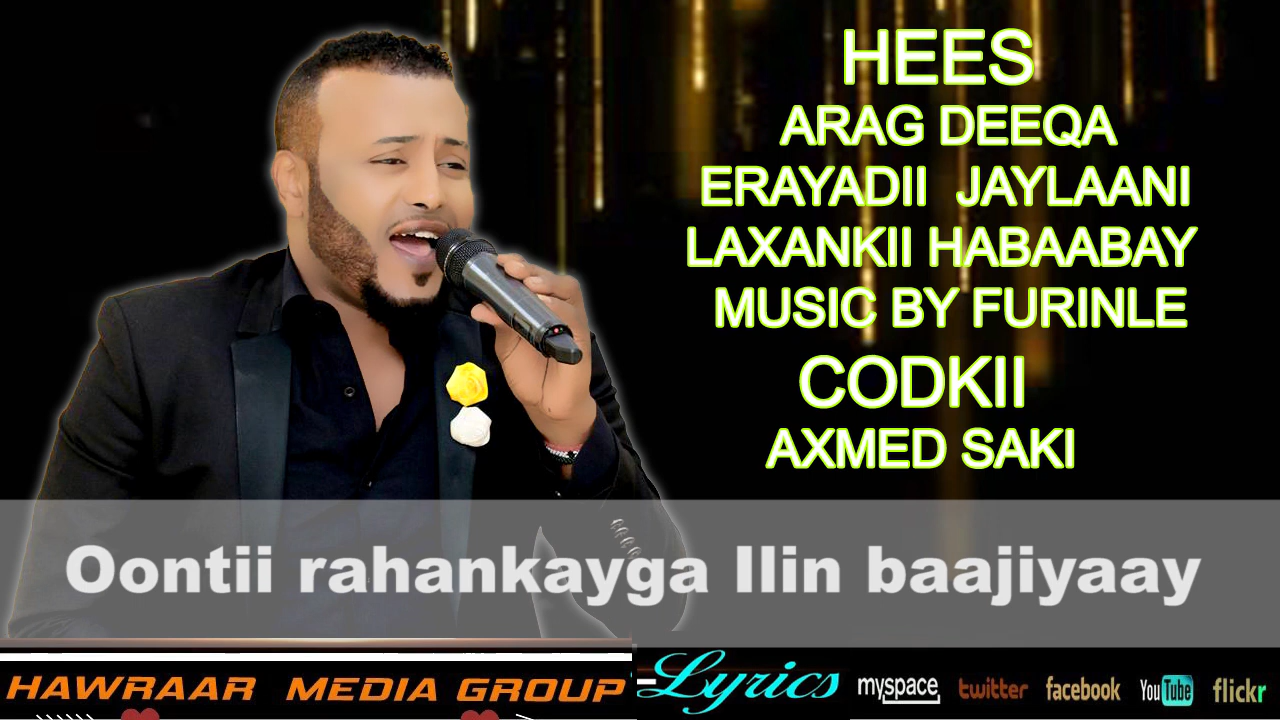 HEES
ARAG DEEQA
ERAYADII JAYLAANI
LAXANKII HABAABAY
MUSIC BY FURINLE
CODKII
AXMED SAKI
Oontii rahankayga Ilin baajiyaay
HAWRAAR MEDIA GROUP Lyrics myspace twitter facebook YouTube flickr